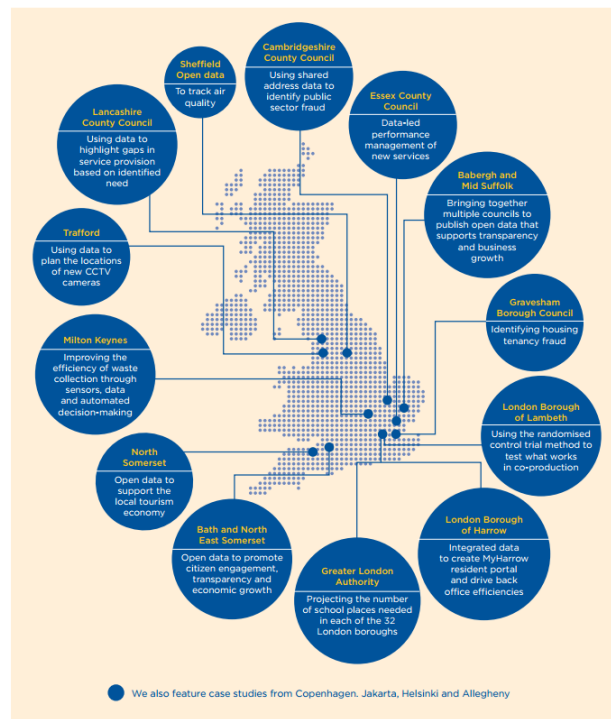 Cambridgeshire
County Council
Using shared
address data to
identify public
sector fraud
Sheffield
Open data
To track air
quality
Essex County
Council
Data-led
performance
management of
new services
Lancashire
County Council
Using data to
highlight gaps in
service provision
based on identified
need
Babergh and
Mid Suffolk
Bringing together
multiple councils to
publish open data that
supports transparency
and business
growth
Trafford
Using data to
plan the locations
of new CCTV
cameras
Gravesham
Borough Council
Identifying housing
tenancy fraud
Milton Keynes
Improving the
efficiency of waste
collection through
sensors, data
and automated
decision-making
London Borough
of Lambeth
Using the randomised
control trial method to
test what works
in co-production
North
Somerset
Open data to
support the
local tourism
economy
Bath and North
East Somerset
Open data to promote
citizen engagement,
transparency and
economic growth
London Borough
of Harrow
Integrated data
to create MyHarrow
resident portal
and drive back
office efficiencies
Greater London
Authority
Projecting the number
of school places needed
in each of the 32
London boroughs
We also feature case studies from Copenhagen. Jakarta, Helsinki and Allegheny